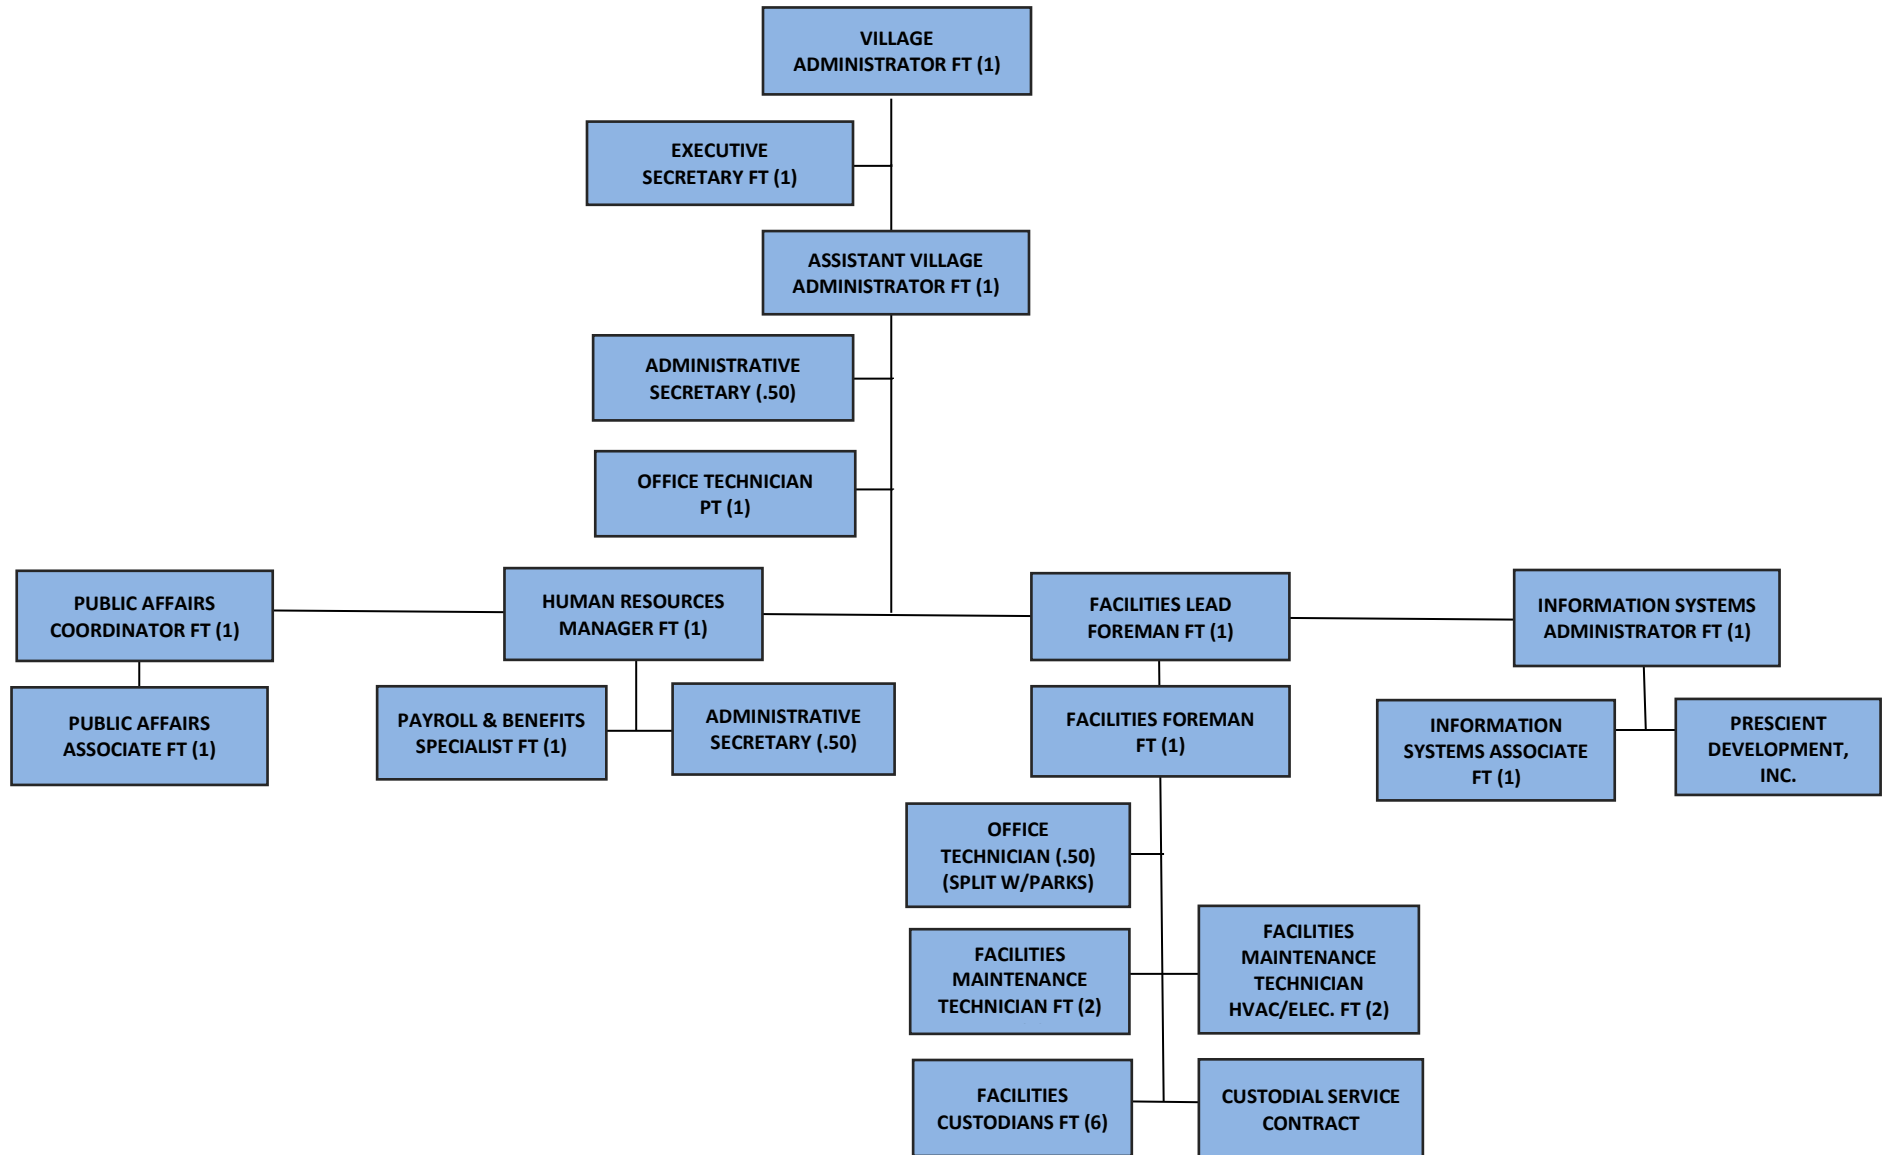 VILLAGE
ADMINISTRATOR FT (1)
EXECUTIVE
SECRETARY FT (1)
ASSISTANT VILLAGE
ADMINISTRATOR FT (1)
ADMINISTRATIVE
SECRETARY (.50)
OFFICE TECHNICIAN
PT (1)
PUBLIC AFFAIRS
COORDINATOR FT (1)
HUMAN RESOURCES
MANAGER FT (1)
FACILITIES LEAD
FOREMAN FT (1)
INFORMATION SYSTEMS
ADMINISTRATOR FT (1)
PUBLIC AFFAIRS
ASSOCIATE FT (1)
PAYROLL & BENEFITS
SPECIALIST FT (1)
ADMINISTRATIVE
SECRETARY (.50)
FACILITIES FOREMAN
FT (1)
INFORMATION
SYSTEMS ASSOCIATE
FT (1)
PRESCIENT
DEVELOPMENT,
INC.
OFFICE
TECHNICIAN (.50)
(SPLIT W/PARKS)
FACILITIES
MAINTENANCE
TECHNICIAN FT (2)
FACILITIES
MAINTENANCE
TECHNICIAN
HVAC/ELEC. FT (2)
FACILITIES
CUSTODIANS FT (6)
CUSTODIAL SERVICE
CONTRACT